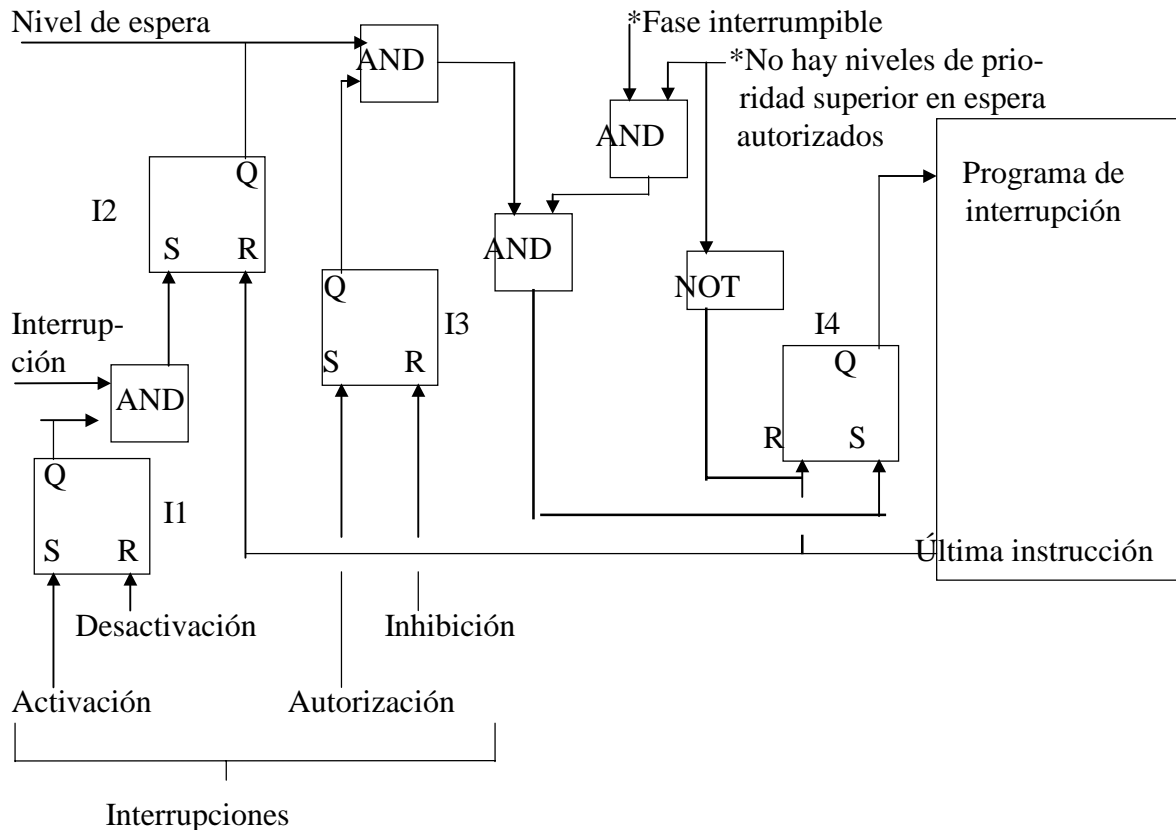 Nivel de espera
*Fase interrumpible
AND
*No hay niveles de prio-
ridad superior en espera
autorizados
AND
Q
Programa de
interrupción
I2
S R
AND
Q
NOT
Interrup-
ción
I3
I4
S R
Q
AND
R S
Q
I1
S R
Última instrucción
Desactivación
Inhibición
Activación
Autorización
Interrupciones